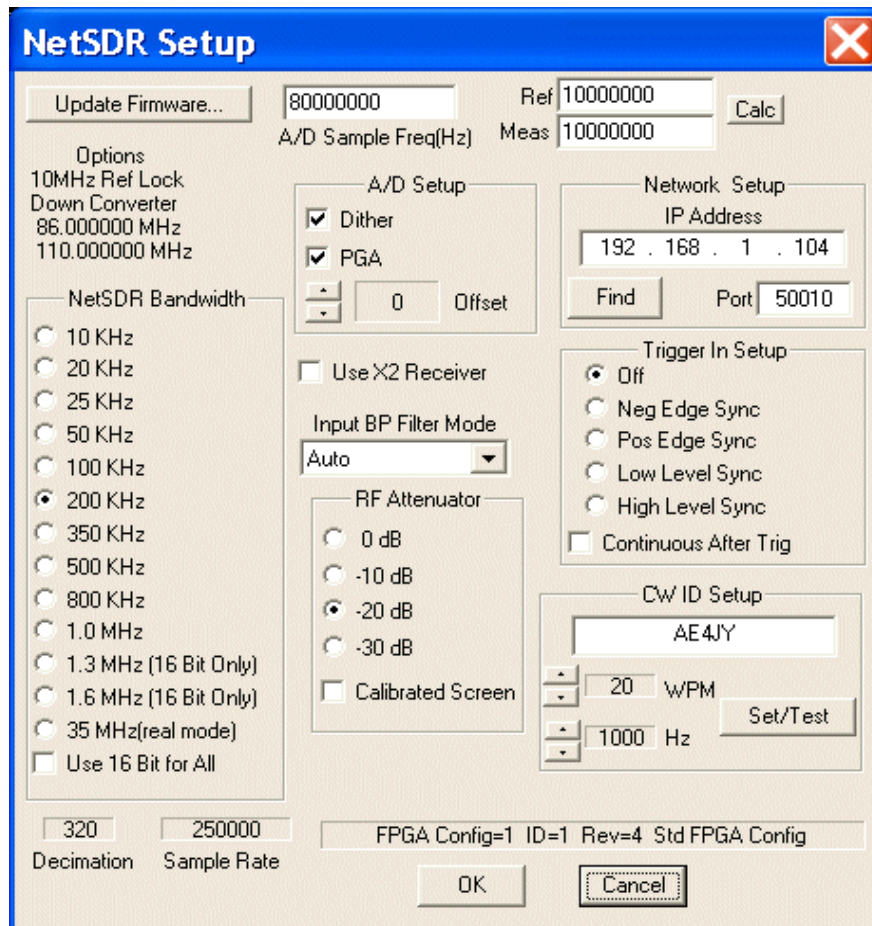 NetSDR Setup
Update Firmware...
80000000
A/D Sample Freq(Hz)
Ref 10000000
Meas 10000000
Calc
Options
10MHz Ref Lock
Down Converter
86.000000 MHz
110.000000 MHz
NetSDR Bandwidth
10 KHz
20 KHz
25 KHz
50 KHz
100 KHz
200 KHz
350 KHz
500 KHz
800 KHz
1.0 MHz
1.3 MHz (16 Bit Only)
1.6 MHz (16 Bit Only)
35 MHz(real mode)
Use 16 Bit for All
320
Decimation
250000
Sample Rate
A/D Setup
Dither
PGA
0 Offset
Use X2 Receiver
Input BP Filter Mode
Auto
RF Attenuator
0 dB
-10 dB
-20 dB
-30 dB
Calibrated Screen
Network Setup
IP Address
192 . 168 . 1 . 104
Find
Port 50010
Trigger In Setup
Off
Neg Edge Sync
Pos Edge Sync
Low Level Sync
High Level Sync
Continuous After Trig
CW ID Setup
AE4JY
20 WPM
1000 Hz
Set/Test
FPGA Config=1 ID=1 Rev=4 Std FPGA Config
OK
Cancel